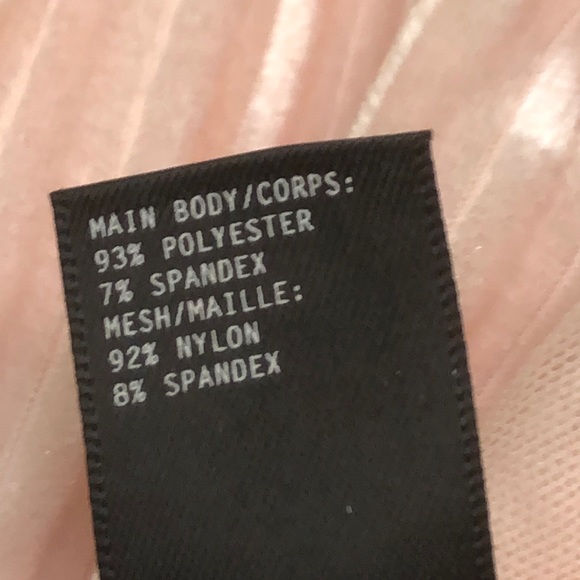 MAIN BODY/CORPS:
93% POLYESTER
7% SPANDEX
MESH/MAILLE:
92% NYLON
8% SPANDEX